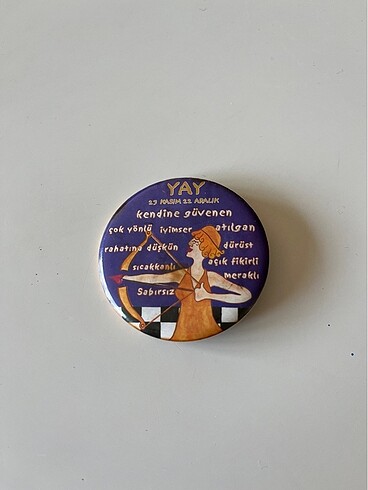 YAY
23 KASIM 22 ARALIK
kendine güvenen
çok yönlü iyimser atılgan
rahatına düşkün dürüst
sıcakkanlı açık fikirli
meraklı
Sabırsız